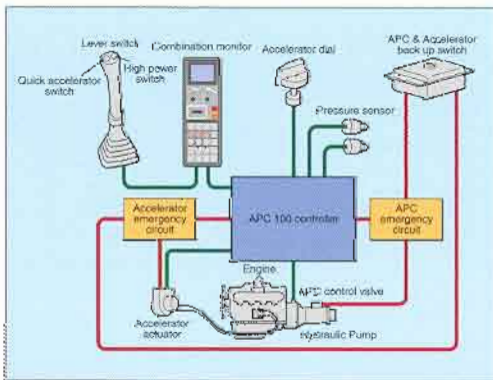 Lever switch
Quick accelerator
switch
High power
switch
Combination monitor
Accelerator dial
APC & Accelerator
back up switch
Pressure sensor
Accelerator
emergency
circuit
APC 100 controller
APC
emergency
circuit
Engine
APC control valve
Accelerator
actuator
Hydraulic Pump